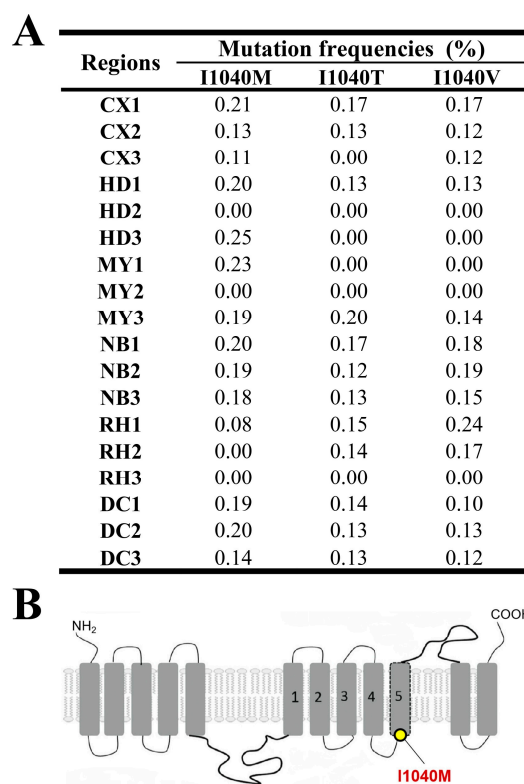 A
Regions Mutation frequencies (%)
I1040M I1040T I1040V
CX1 0.21 0.17 0.17
CX2 0.13 0.13 0.12
CX3 0.11 0.00 0.12
HD1 0.20 0.13 0.13
HD2 0.00 0.00 0.00
HD3 0.25 0.00 0.00
MY1 0.23 0.00 0.00
MY2 0.00 0.00 0.00
MY3 0.19 0.20 0.14
NB1 0.20 0.17 0.18
NB2 0.19 0.12 0.19
NB3 0.18 0.13 0.15
RH1 0.08 0.15 0.24
RH2 0.00 0.14 0.17
RH3 0.00 0.00 0.00
DC1 0.19 0.14 0.10
DC2 0.20 0.13 0.13
DC3 0.14 0.13 0.12
B
NH2 COOH
1 2 3 4 5
I1040M